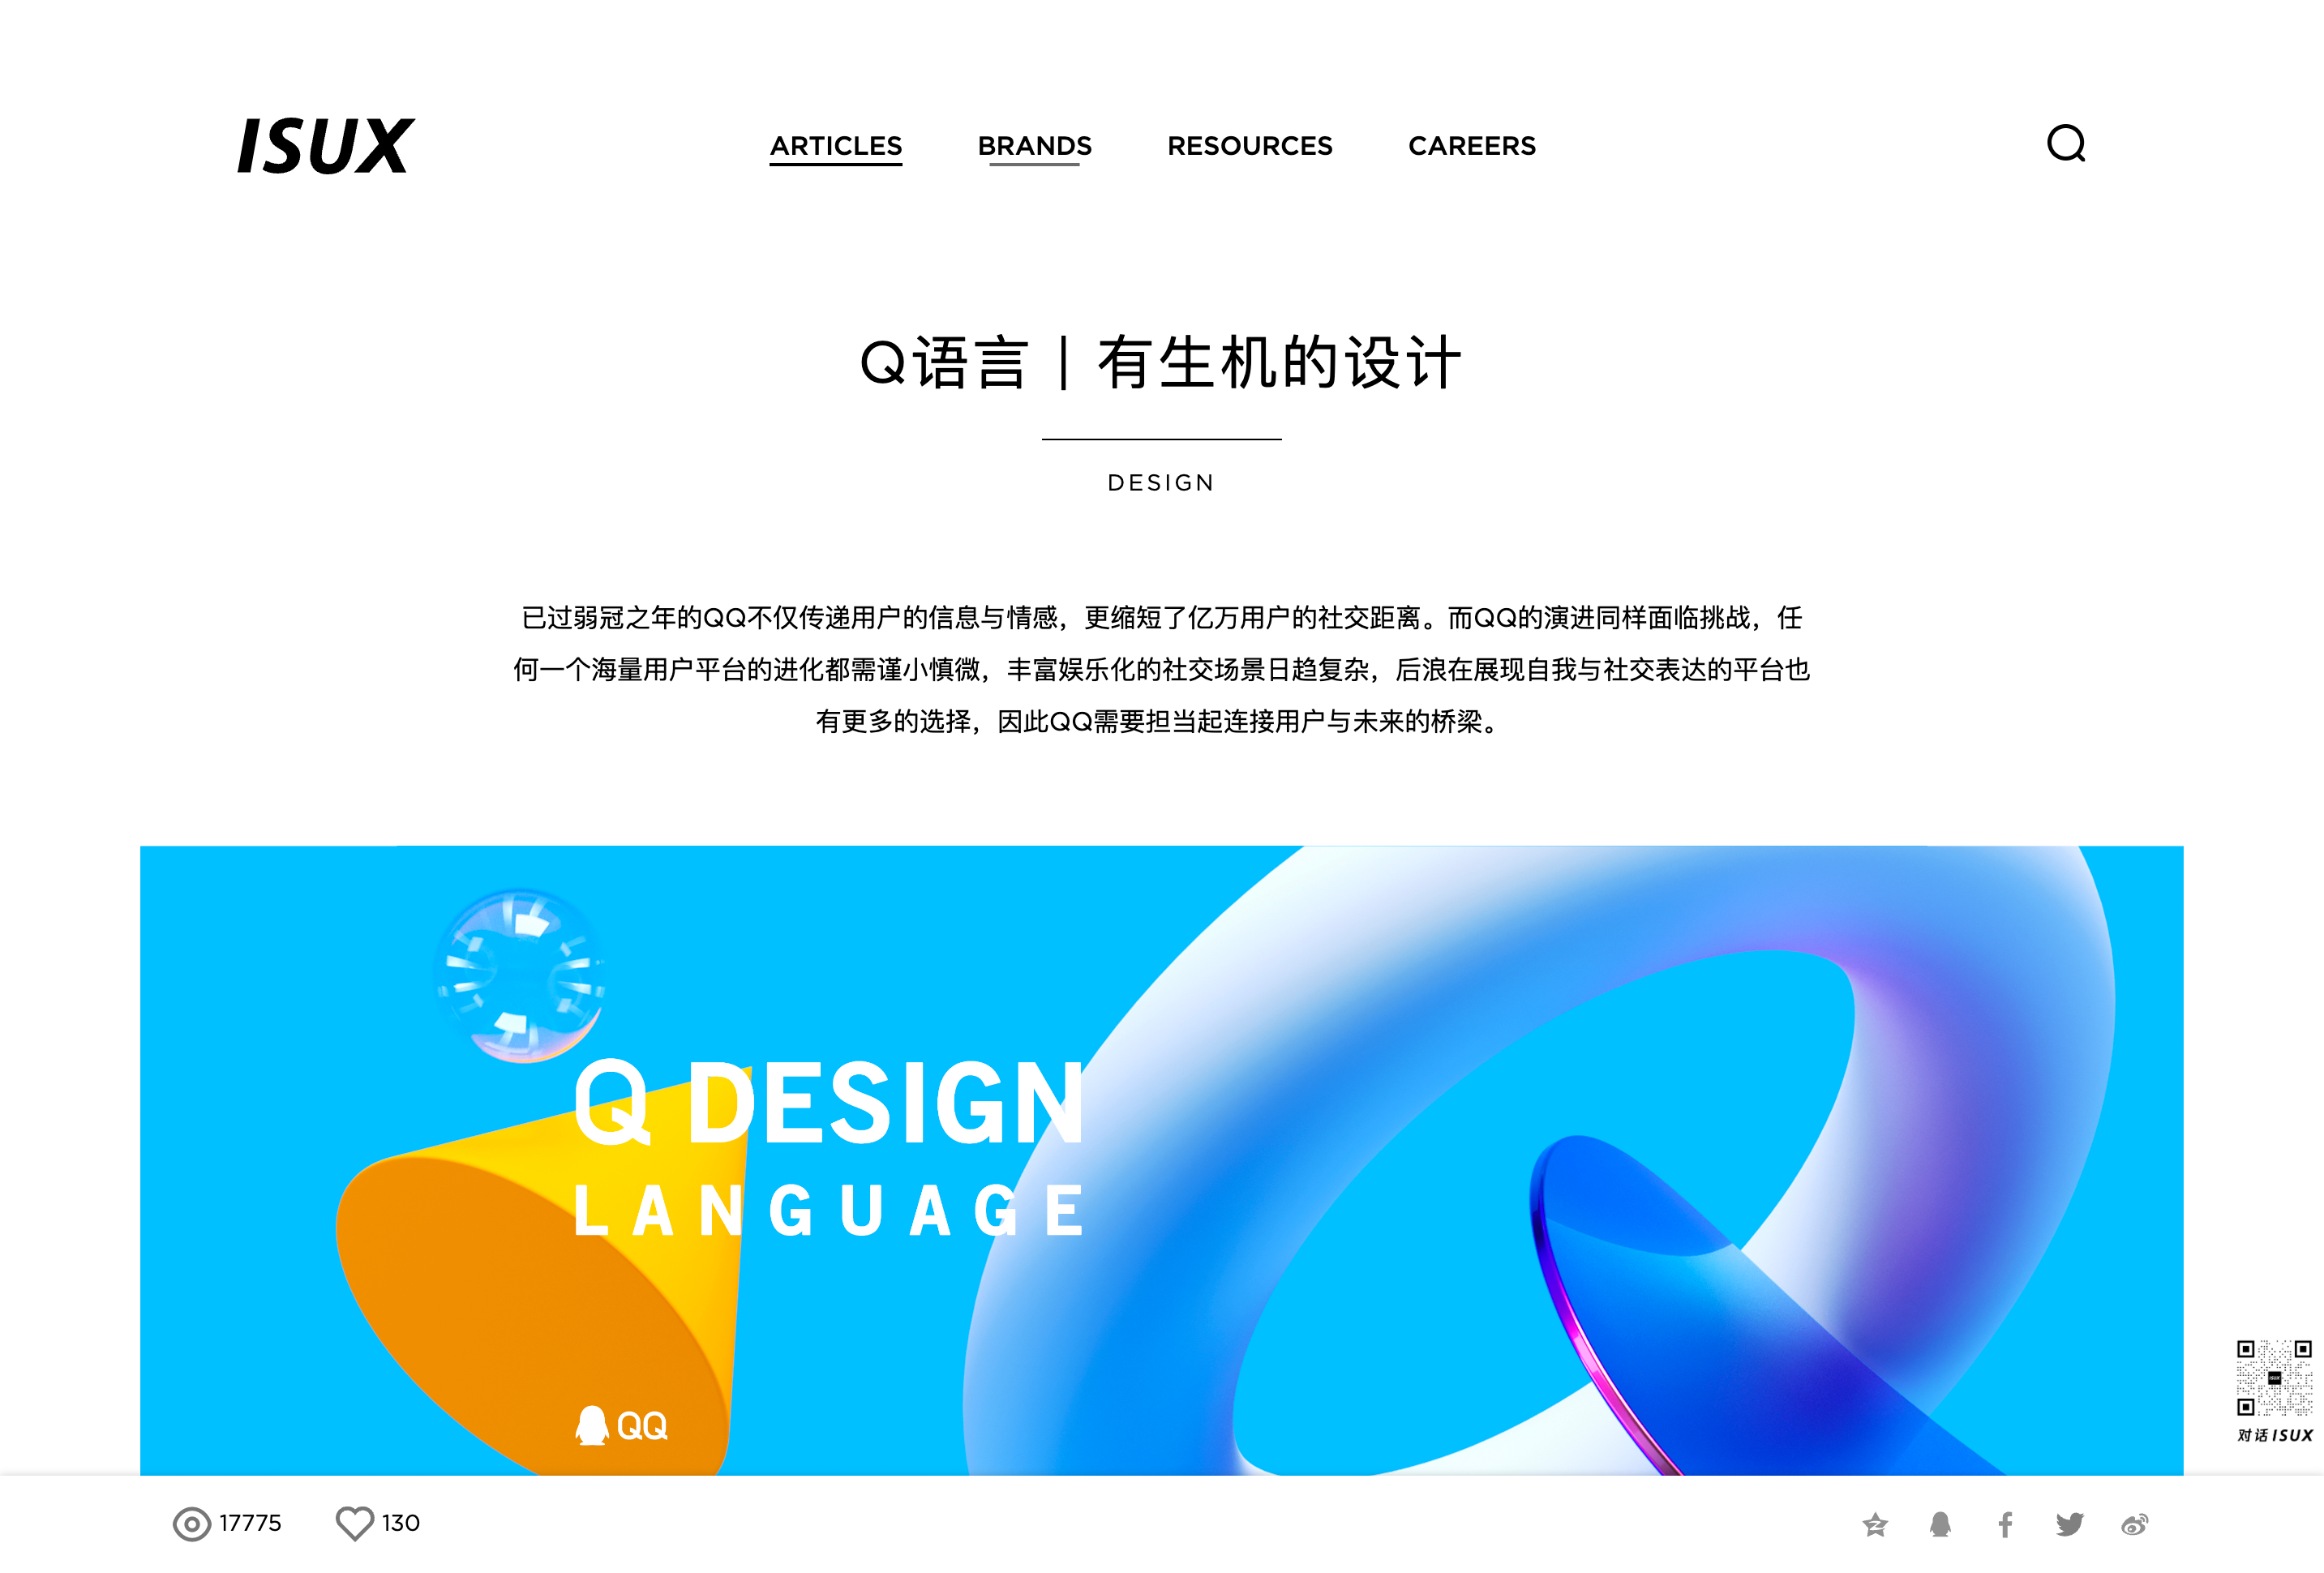 ISUX
ARTICLES BRANDS RESOURCES CAREERS
Q语言｜有生机的设计
DESIGN
已过弱冠之年的QQ不仅传递用户的信息与情感，更缩短了亿万用户的社交距离。而QQ的演进同样面临挑战，任
何一个海量用户平台的进化都需谨小慎微，丰富娱乐化的社交场景日趋复杂，后浪在展现自我与社交表达的平台也
有更多的选择，因此QQ需要担当起连接用户与未来的桥梁。
Q DESIGN
LANGUAGE
QQ
ISUX
对话 ISUX
17775 130